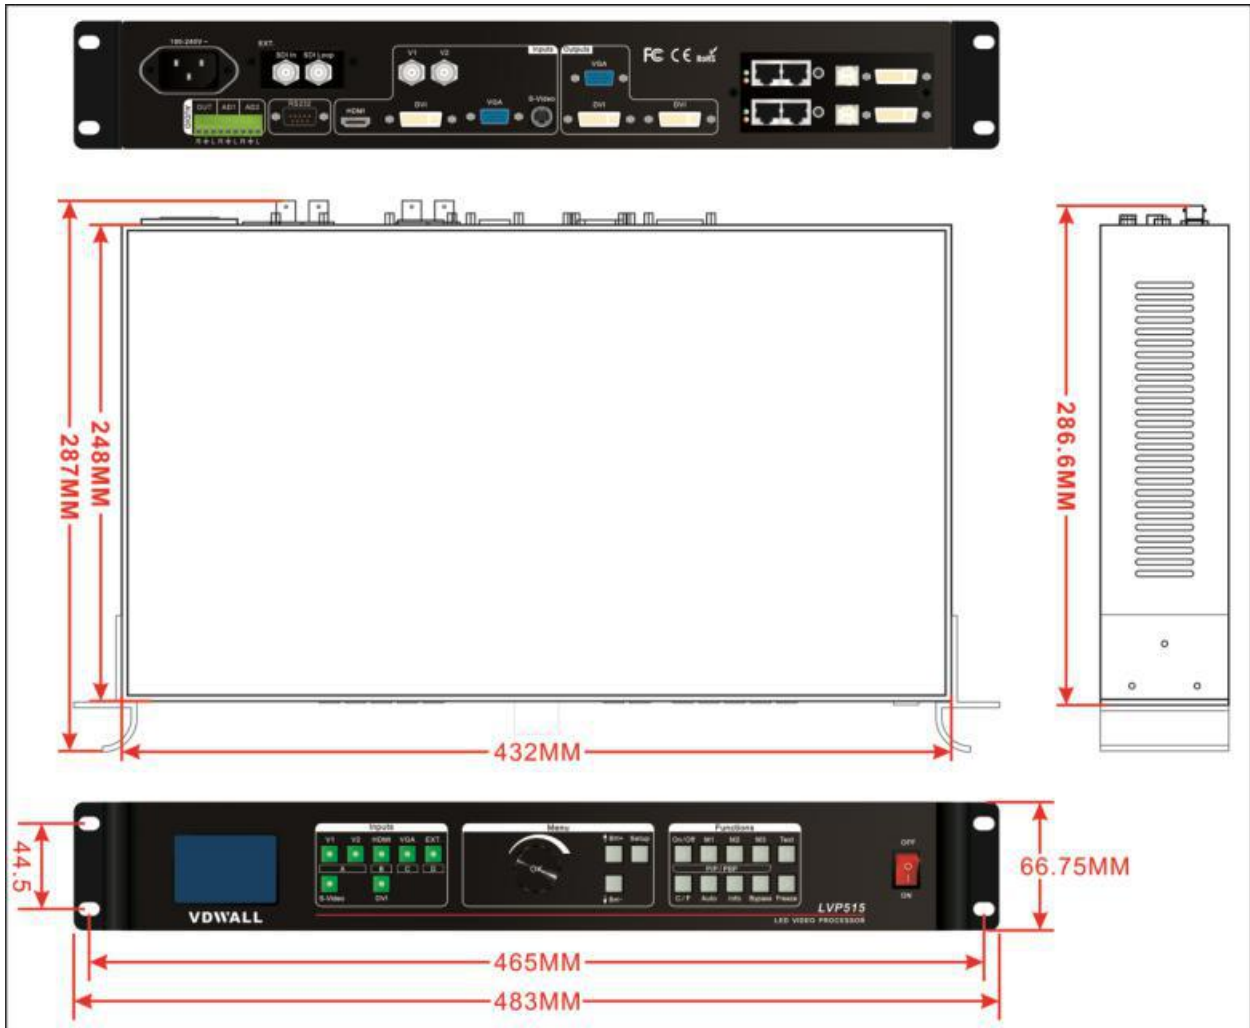 100-240V~
EXT.
SDI In SDI Loop
V1 V2
Inputs Outputs
VGA
FC CE RoHS
AUDIO
OUT AD1 AD2
RS232
HDMI
DVI
VGA
S-Video
DVI
DVI
R L R L R L
287MM
248MM
432MM
286.6MM
44.5
66.75MM
Inputs
V1 V2 HDMI VGA EXT.
A B C D
S-Video DVI
Menu
OK
Bri+ Setup
Bri-
Functions
On/Off M1 M2 M3 Text
PIP/PBP
C/F Auto Info Bypass Freeze
OFF
ON
VDWALL
LVP515
LED VIDEO PROCESSOR
465MM
483MM